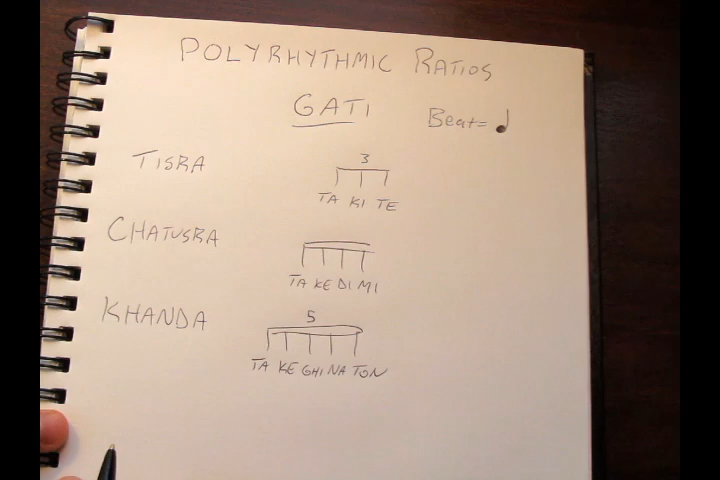 POLYRHYTHMIC RATIOS
GATI
Beat= ♩
TISRA
3
TA KI TE
CHATUSRA
TA KE DI MI
KHANDA
5
TA KE GHI NA TON